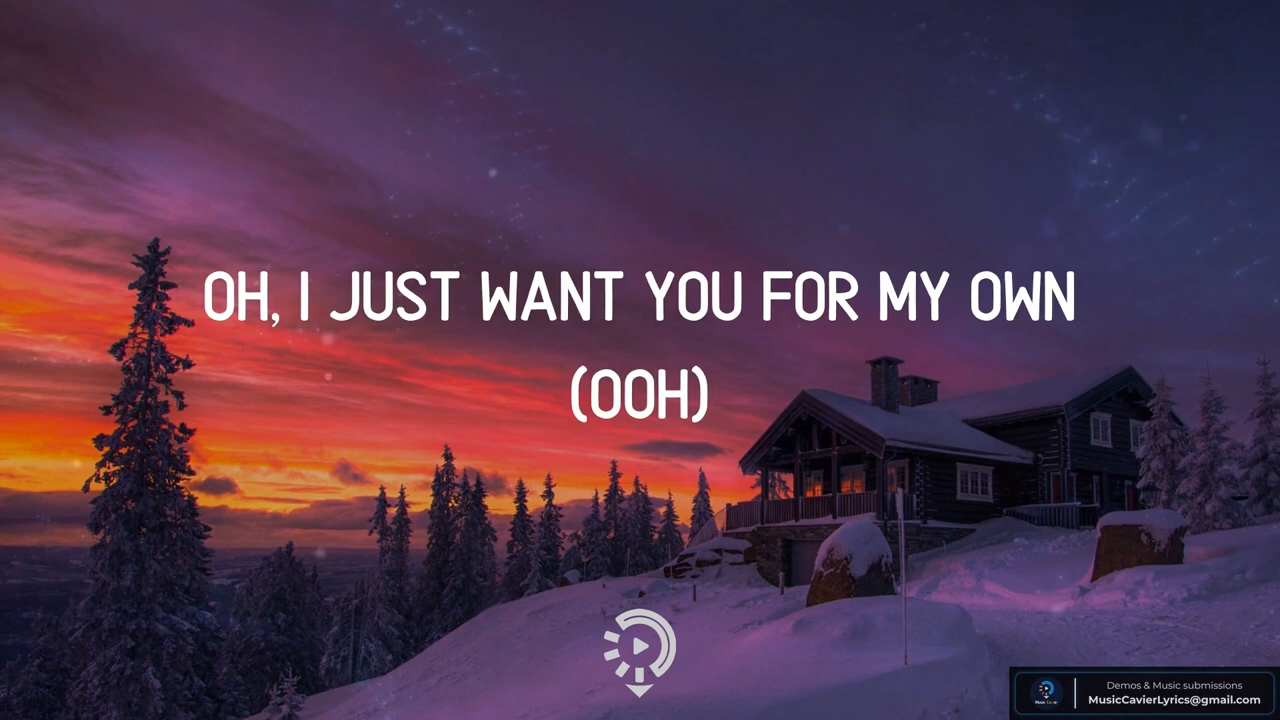 OH, I JUST WANT YOU FOR MY OWN
(OOH)
Demos & Music submissions
MusicCavierLyrics@gmail.com